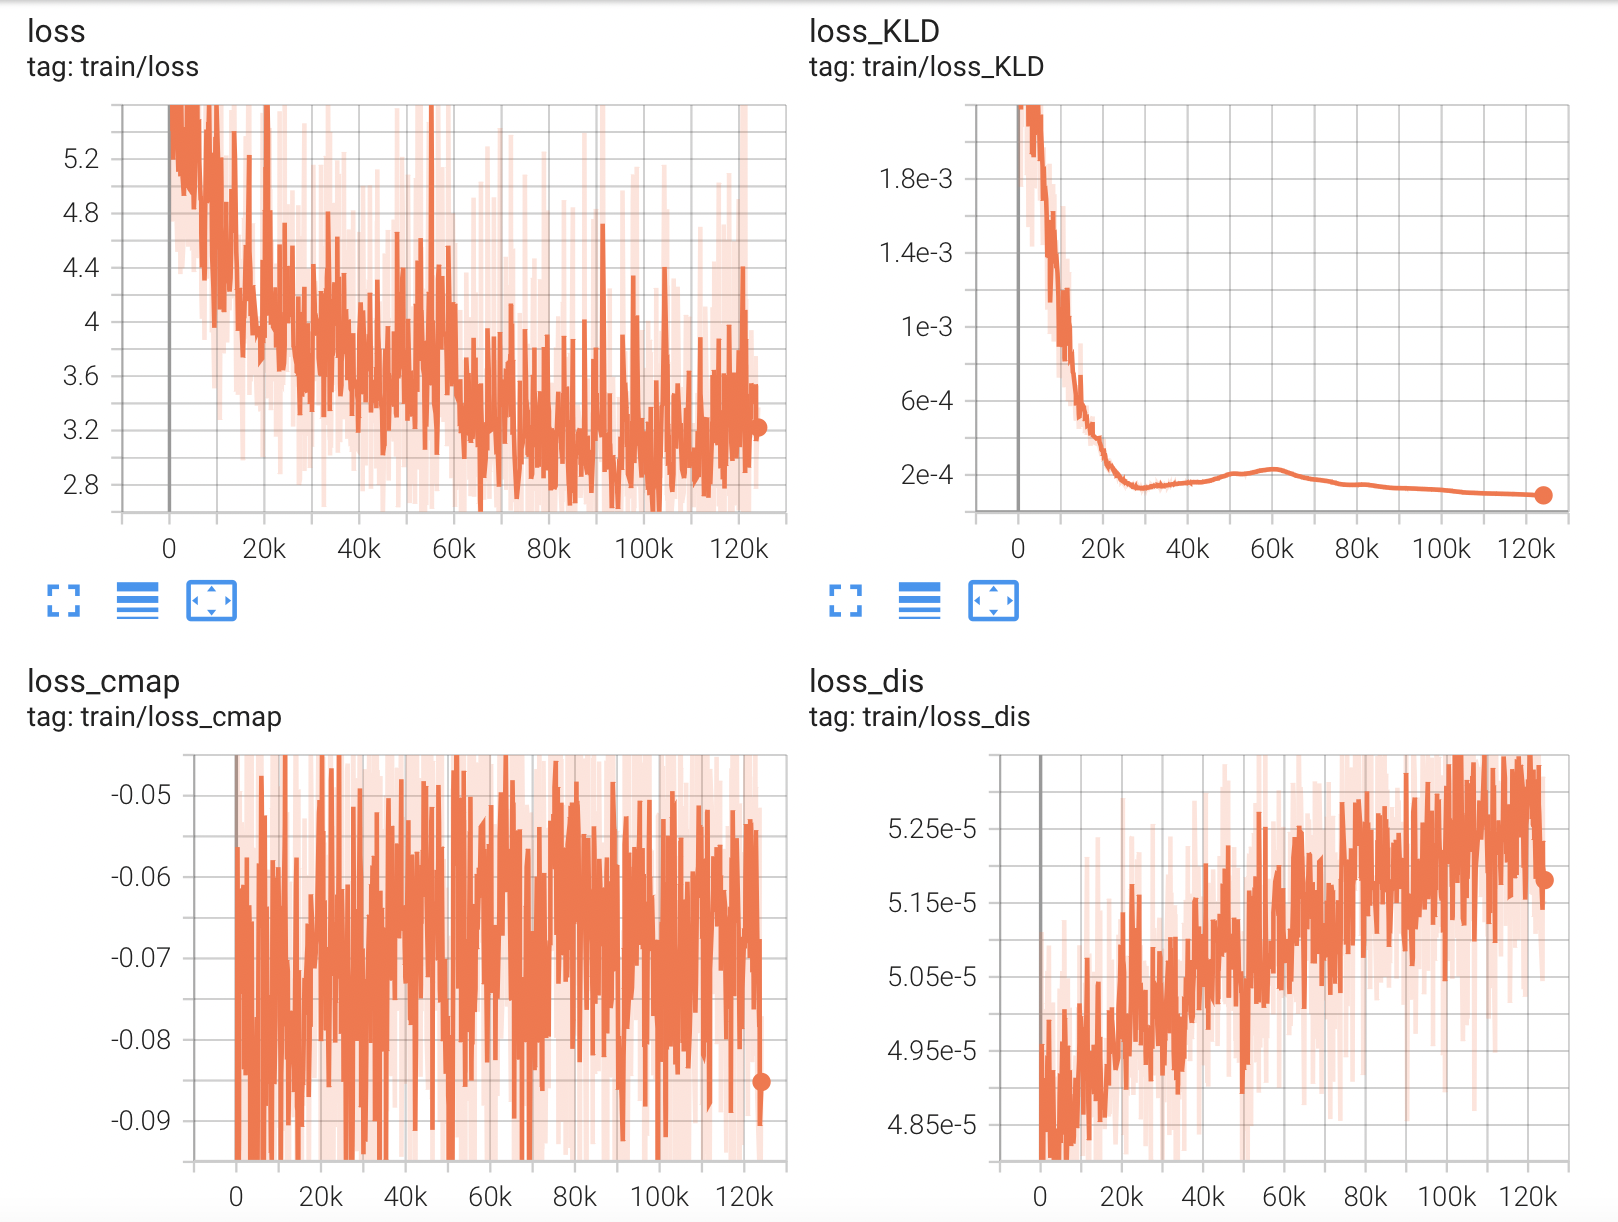 loss
tag: train/loss
5.2
4.8
4.4
4
3.6
3.2
2.8
0 20k 40k 60k 80k 100k 120k
loss_KLD
tag: train/loss_KLD
1.8e-3
1.4e-3
1e-3
6e-4
2e-4
0 20k 40k 60k 80k 100k 120k
loss_cmap
tag: train/loss_cmap
-0.05
-0.06
-0.07
-0.08
-0.09
0 20k 40k 60k 80k 100k 120k
loss_dis
tag: train/loss_dis
5.25e-5
5.15e-5
5.05e-5
4.95e-5
4.85e-5
0 20k 40k 60k 80k 100k 120k